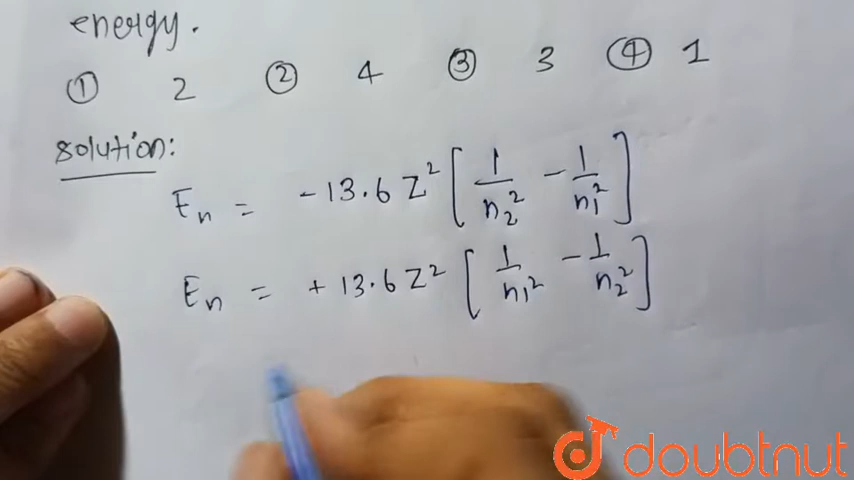 energy.
① 2 ② 4 ③ 3 ④ 1
solution:
En = -13.6 Z² [1/n₂² - 1/n₁²]
En = +13.6 Z² [1/n₁² - 1/n₂²]
doubtnut